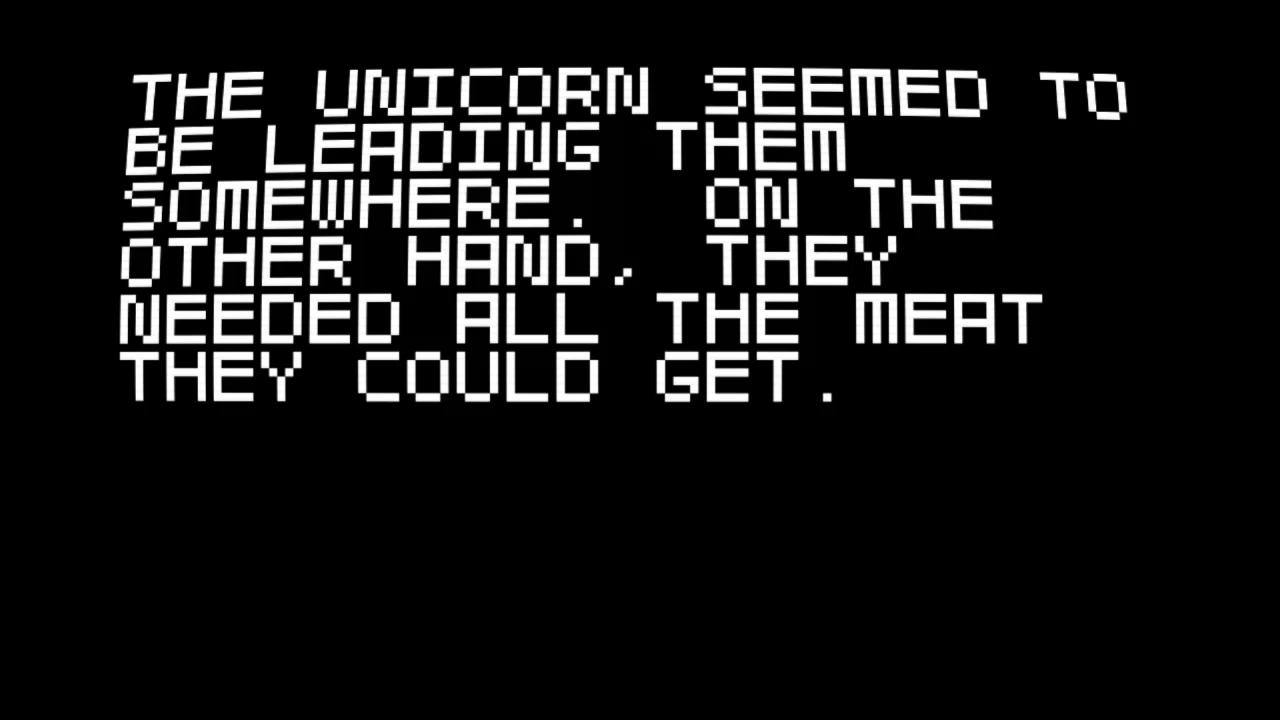 THE UNICORN SEEMED TO
BE LEADING THEM
SOMEWHERE.  ON THE
OTHER HAND, THEY
NEEDED ALL THE MEAT
THEY COULD GET.